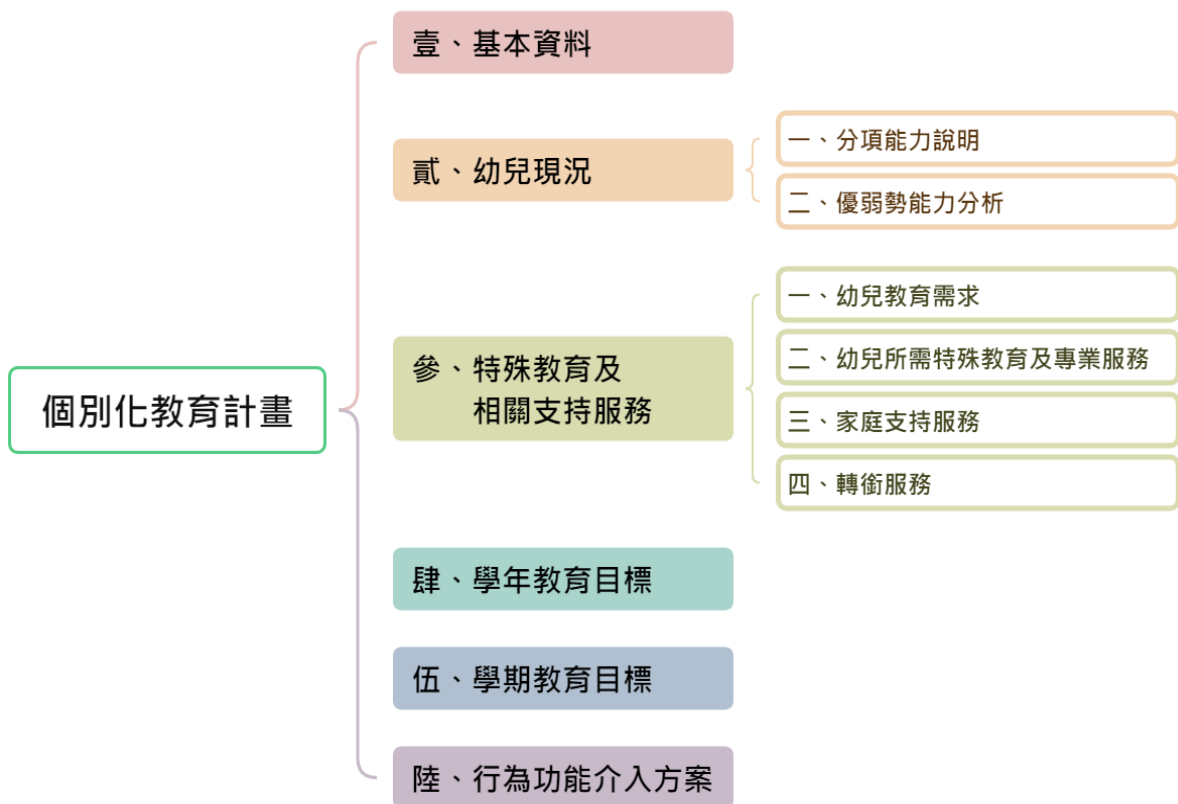 個別化教育計畫
壹、基本資料
貳、幼兒現況
一、分項能力說明
二、優弱勢能力分析
參、特殊教育及
相關支持服務
一、幼兒教育需求
二、幼兒所需特殊教育及專業服務
三、家庭支持服務
四、轉銜服務
肆、學年教育目標
伍、學期教育目標
陸、行為功能介入方案